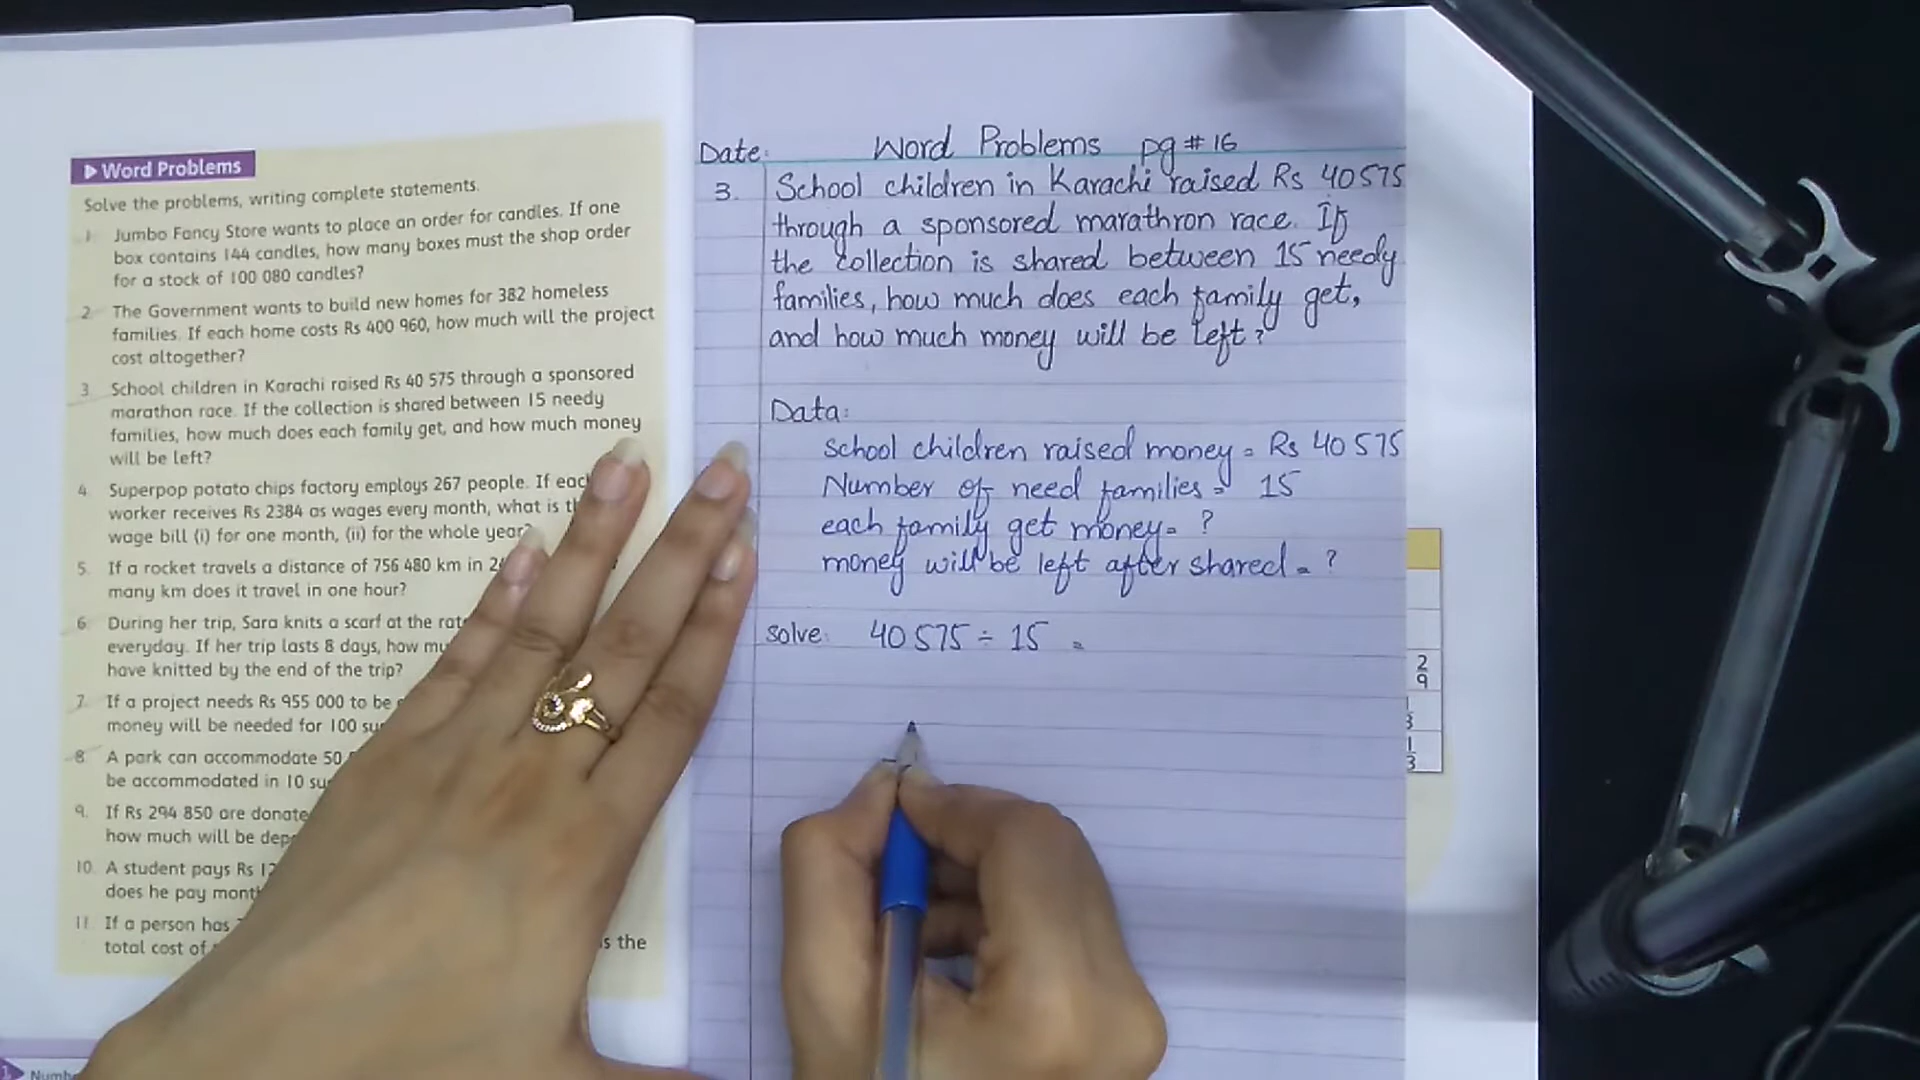 Word Problems
Solve the problems, writing complete statements.
1 Jumbo Fancy Store wants to place an order for candles. If one
box contains 144 candles, how many boxes must the shop order
for a stock of 100 080 candles?
2 The Government wants to build new homes for 382 homeless
families. If each home costs Rs 400 960, how much will the project
cost altogether?
3 School children in Karachi raised Rs 40 575 through a sponsored
marathon race. If the collection is shared between 15 needy
families, how much does each family get, and how much money
will be left?
4. Superpop potato chips factory employs 267 people. If
worker receives Rs 2384 as wages every month, what is
wage bill (i) for one month, (ii) for the whole year?
5. If a rocket travels a distance of 756 480 km in
many km does it travel in one hour?
6. During her trip, Sara knits a scarf at the
everyday. If her trip lasts 8 days, how
have knitted by the end of the trip?
7. If a project needs Rs 955 000 to be
money will be needed for 100
8. A park can accommodate 50
be accommodated in 10
9. If Rs 294 850 are
how much will be
10. A student pays Rs
does he pay
11. If a person has
total cost of s the
Date: Word Problems pg # 16
3. School children in Karachi raised Rs 40575
through a sponsored marathron race. If
the collection is shared between 15 needy
families, how much does each family get,
and how much money will be left?
Data:
School children raised money = Rs 40 575
Number of need families = 15
each family get money = ?
money will be left after shared = ?
Solve: 40 575 ÷ 15 =
2
9
1
3
1
3